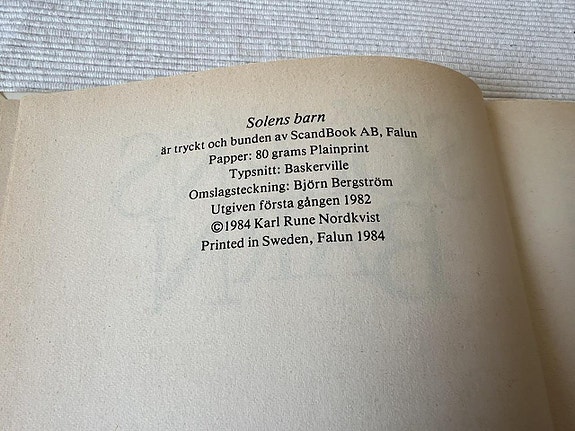 Solens barn
är tryckt och bunden av ScandBook AB, Falun
Papper: 80 grams Plainprint
Typsnitt: Baskerville
Omslagsteckning: Björn Bergström
Utgiven första gången 1982
©1984 Karl Rune Nordkvist
Printed in Sweden, Falun 1984